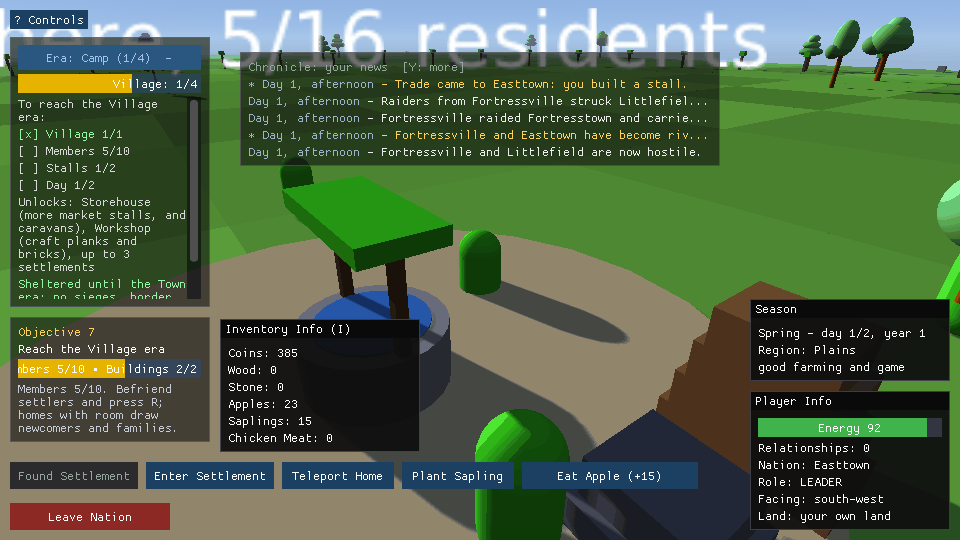 ? Controls
here, 5/16 residents
Era: Camp (1/4) –
Village: 1/4
To reach the Village
era:
[x] Village 1/1
[ ] Members 5/10
[ ] Stalls 1/2
[ ] Day 1/2
Unlocks: Storehouse
(more market stalls, and
caravans), Workshop
(craft planks and
bricks), up to 3
settlements
Sheltered until the Town
era: no sieges, border
Chronicle: your news [Y: more]
* Day 1, afternoon – Trade came to Easttown: you built a stall.
Day 1, afternoon – Raiders from Fortressville struck Littlefiel...
Day 1, afternoon – Fortressville raided Fortresstown and carrie...
* Day 1, afternoon – Fortressville and Easttown have become riv...
Day 1, afternoon – Fortressville and Littlefield are now hostile.
Objective 7
Reach the Village era
mbers 5/10 • Buildings 2/2
Members 5/10. Befriend
settlers and press R;
homes with room draw
newcomers and families.
Inventory Info (I)
Coins: 385
Wood: 0
Stone: 0
Apples: 23
Saplings: 15
Chicken Meat: 0
Season
Spring – day 1/2, year 1
Region: Plains
good farming and game
Player Info
Energy 92
Relationships: 0
Nation: Easttown
Role: LEADER
Facing: south-west
Land: your own land
Found Settlement
Enter Settlement
Teleport Home
Plant Sapling
Eat Apple (+15)
Leave Nation